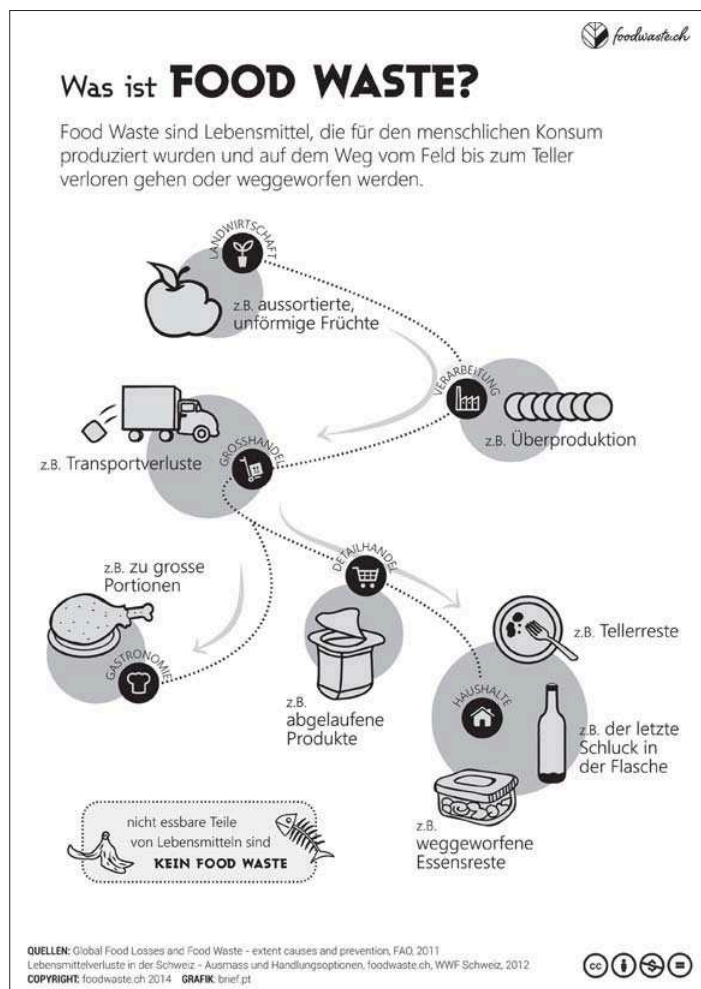 foodwaste.ch
Was ist FOOD WASTE?
Food Waste sind Lebensmittel, die für den menschlichen Konsum
produziert wurden und auf dem Weg vom Feld bis zum Teller
verloren gehen oder weggeworfen werden.
LANDWIRTSCHAFT
z.B. aussortierte,
unförmige Früchte
VERARBEITUNG
z.B. Überproduktion
GROSSHANDEL
z.B. Transportverluste
DETAILHANDEL
z.B. zu grosse
Portionen
GASTRONOMIE
z.B.
abgelaufene
Produkte
z.B. Tellerreste
HAUSHALTE
z.B. der letzte
Schluck in
der Flasche
z.B.
weggeworfene
Essensreste
nicht essbare Teile
von Lebensmitteln sind
KEIN FOOD WASTE
QUELLEN: Global Food Losses and Food Waste - extent causes and prevention, FAO, 2011
Lebensmittelverluste in der Schweiz - Ausmass und Handlungsoptionen, foodwaste.ch, WWF Schweiz, 2012
COPYRIGHT: foodwaste.ch 2014 GRAFIK: brief.pt
cc